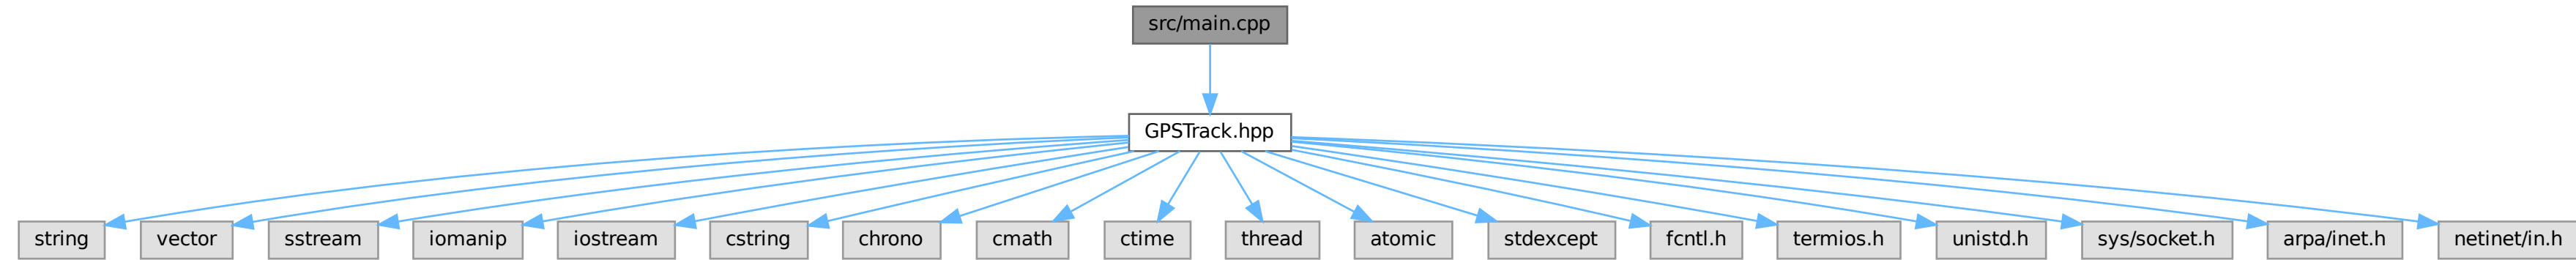 src/main.cpp
GPSTrack.hpp
string
vector
sstream
iomanip
iostream
cstring
chrono
cmath
ctime
thread
atomic
stdexcept
fcntl.h
termios.h
unistd.h
sys/socket.h
arpa/inet.h
netinet/in.h